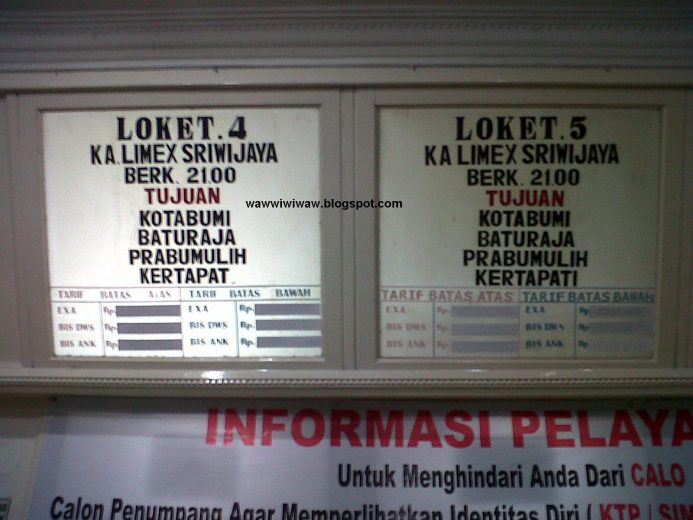 LOKET.4
KA.LIMEX SRIWIJAYA
BERK. 21.00
TUJUAN
KOTABUMI
BATURAJA
PRABUMULIH
KERTAPAT
TARIF BATAS ATAS TARIF BATAS BAWAH
EXA Rp. EXA Rp.
BIS DWS Rp. BIS DWS Rp.
BIS ANK Rp. BIS ANK Rp.
LOKET.5
KA LIMEX SRIWIJAYA
BERK. 21.00
TUJUAN
KOTABUMI
BATURAJA
PRABUMULIH
KERTAPATI
TARIF BATAS ATAS TARIF BATAS BAWAH
EXA Rp. EXA Rp.
BIS DWS Rp. BIS DWS Rp.
BIS ANK Rp. BIS ANK Rp.
wawwiwiwaw.blogspot.com
INFORMASI PELAYA
Untuk Menghindari Anda Dari CALO
Calon Penumpang Agar Memperlihatkan Identitas Diri ( KTP / SIM